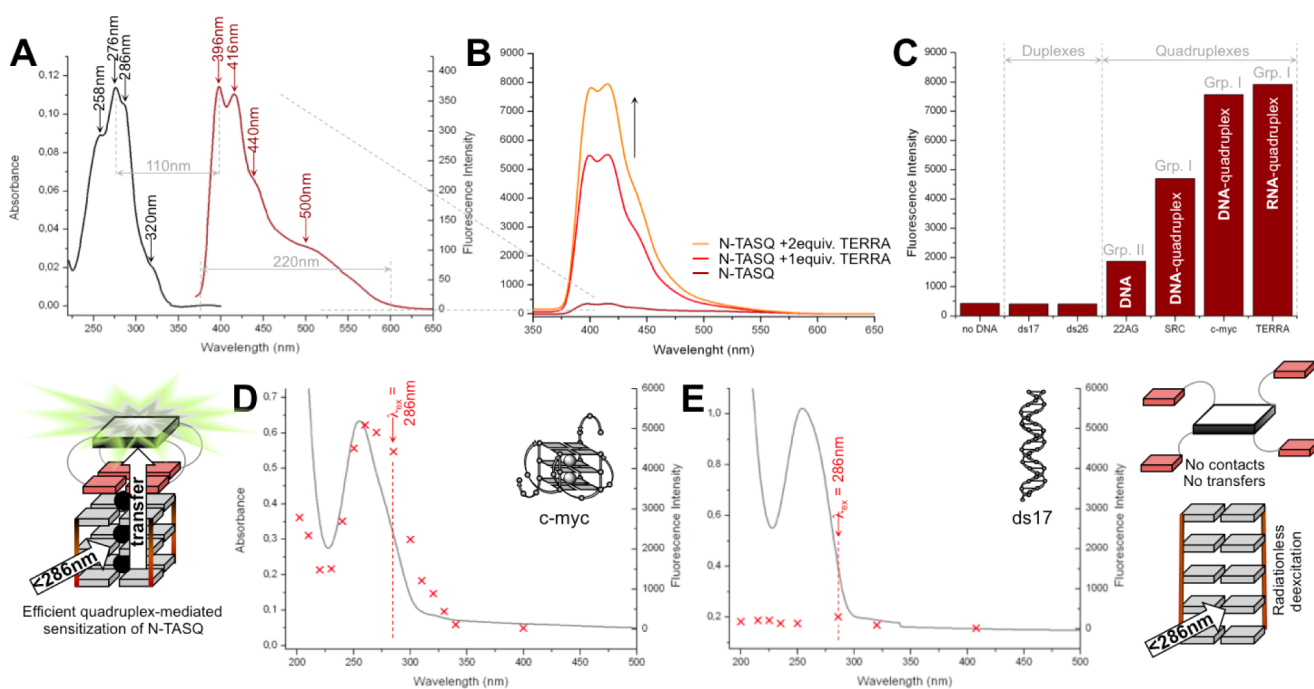 A
258nm
276nm
286nm
320nm
396nm
416nm
440nm
500nm
110nm
220nm
0,12
0,10
0,08
0,06
0,04
0,02
0,00
Absorbance
400
350
300
250
200
150
100
50
0
Fluorescence Intensity
250 300 350 400 450 500 550 600 650
Wavelength (nm)
B
9000
8000
7000
6000
5000
4000
3000
2000
1000
0
N-TASQ +2equiv. TERRA
N-TASQ +1equiv. TERRA
N-TASQ
350 400 450 500 550 600 650
Wavelenght (nm)
C
Duplexes
Quadruplexes
Fluorescence Intensity
9000
8000
7000
6000
5000
4000
3000
2000
1000
0
Grp. II
Grp. I
Grp. I
Grp. I
DNA
DNA-quadruplex
DNA-quadruplex
RNA-quadruplex
no DNA ds17 ds26 22AG SRC c-myc TERRA
transfer
<286nm
Efficient quadruplex-mediated
sensitization of N-TASQ
D
λex =
286nm
c-myc
Absorbance
0,7
0,6
0,5
0,4
0,3
0,2
0,1
0,0
6000
5000
4000
3000
2000
1000
0
Fluorescence Intensity
200 250 300 350 400 450 500
Wavelength (nm)
E
λex = 286nm
ds17
Absorbance
1,0
0,8
0,6
0,4
0,2
6000
5000
4000
3000
2000
1000
0
Fluorescence Intensity
200 250 300 350 400 450 500
Wavelength (nm)
No contacts
No transfers
<286nm
Radiationless
deexcitation